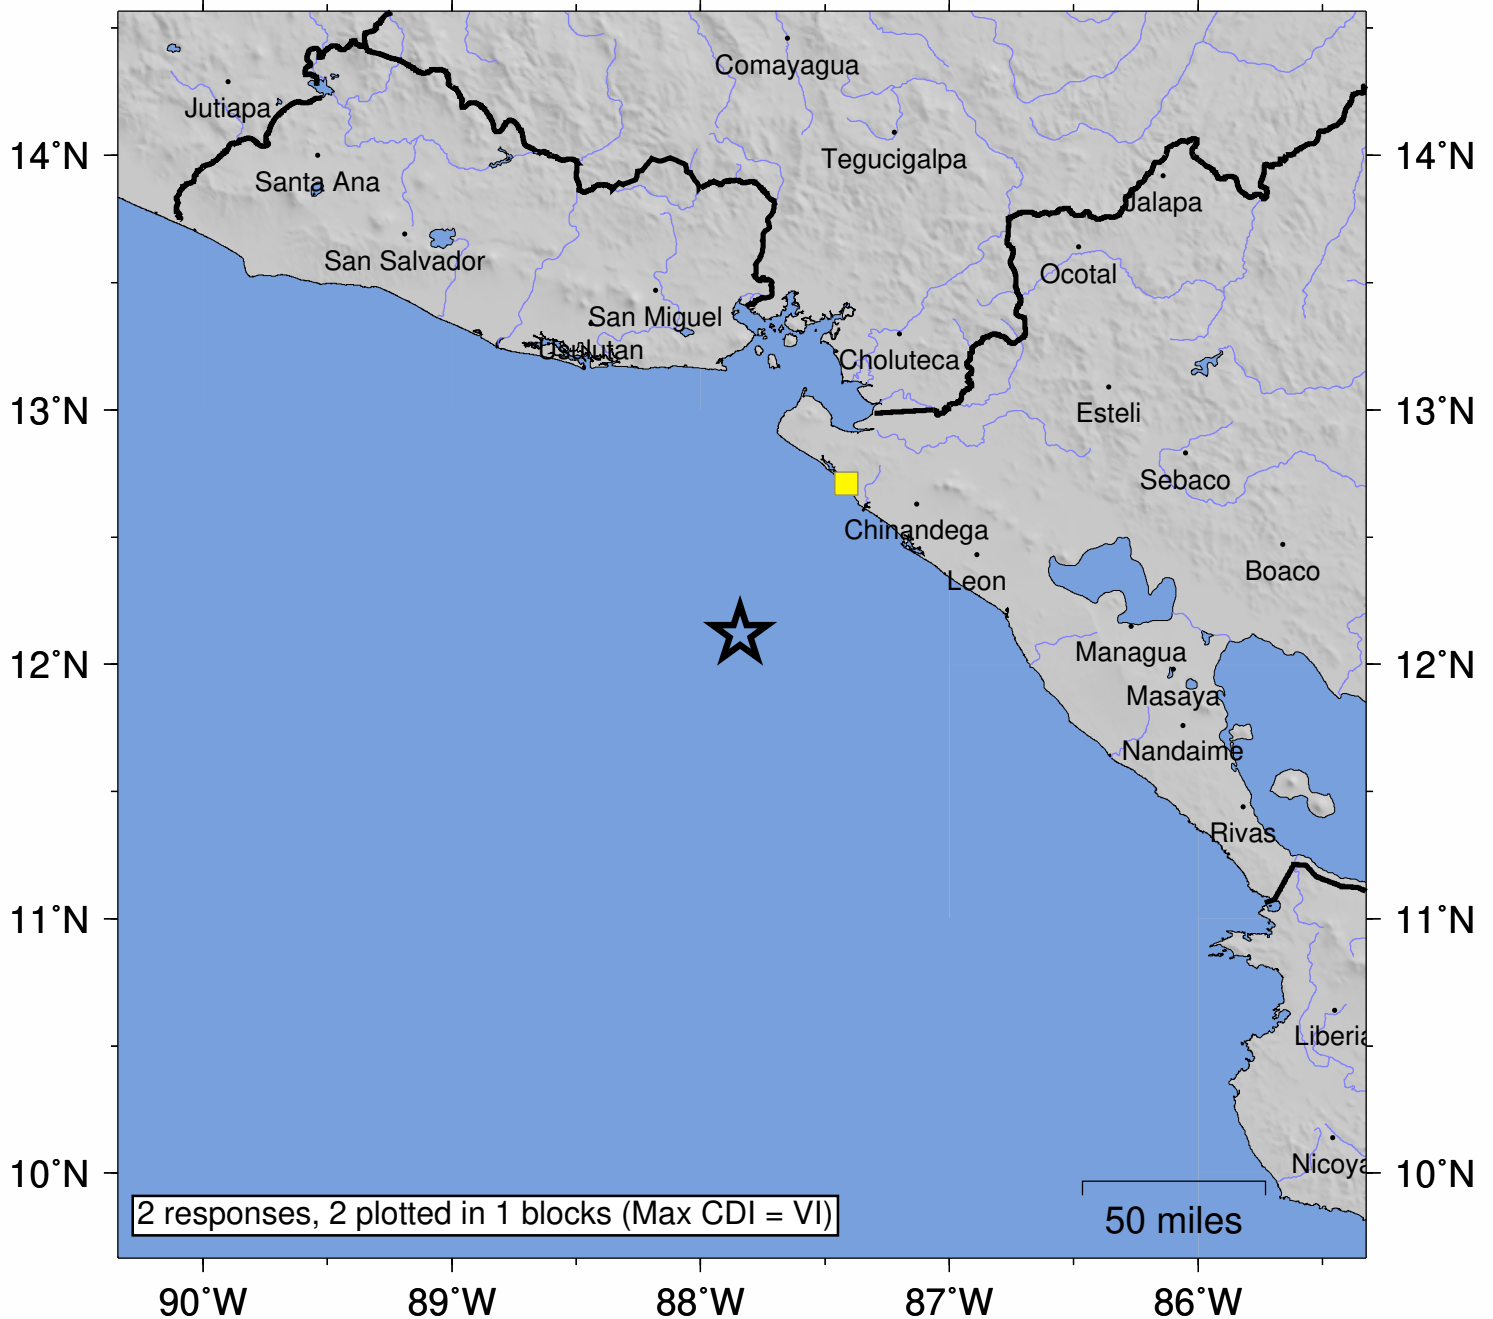 Comayagua
Jutiapa
14°N
Tegucigalpa
14°N
Santa Ana
Jalapa
San Salvador
Ocotal
San Miguel
Usulutan
Choluteca
13°N
Esteli
13°N
Sebaco
Chinandega
Boaco
Leon
12°N
Managua
12°N
Masaya
Nandaime
Rivas
11°N
11°N
Liberia
10°N
Nicoya
10°N
2 responses, 2 plotted in 1 blocks (Max CDI = VI)
50 miles
90°W
89°W
88°W
87°W
86°W